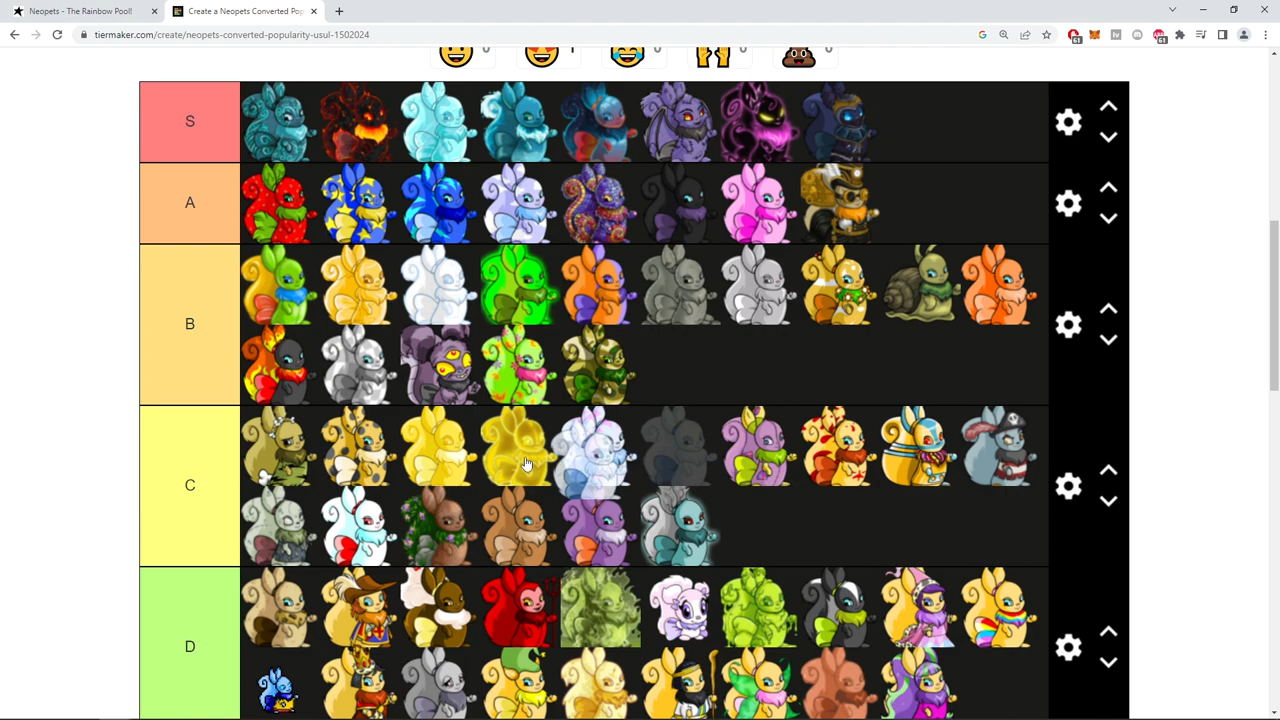 Neopets - The Rainbow Pool!
Create a Neopets Converted Pop
tiermaker.com/create/neopets-converted-popularity-usul-1502024
0
1
0
0
0
S
A
B
C
D